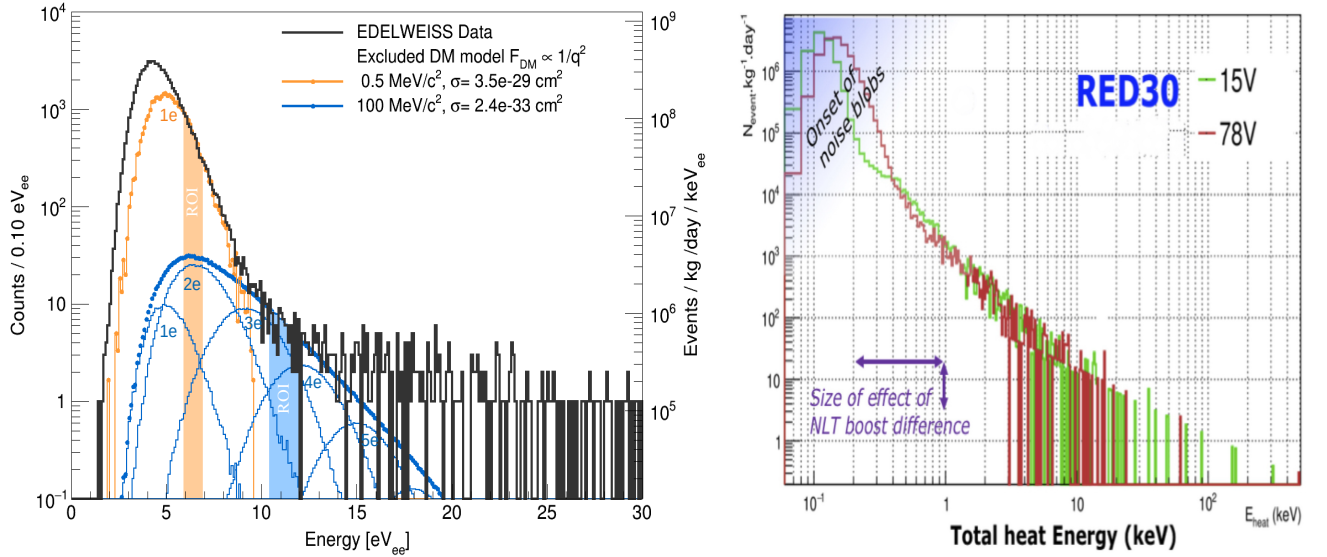 Counts / 0.10 eVee
10⁴
10³
10²
10
1
10⁻¹
EDELWEISS Data
Excluded DM model F_DM ∝ 1/q²
0.5 MeV/c², σ= 3.5e-29 cm²
100 MeV/c², σ= 2.4e-33 cm²
1e
ROI
2e
1e
3e
ROI
4e
5e
0 5 10 15 20 25 30
Energy [eVee]
10⁹
10⁸
10⁷
10⁶
10⁵
Events / kg /day / keVee
N_event.kg⁻¹.day⁻¹
10⁶
10⁵
10⁴
10³
10²
10
1
Onset of
noise blobs
RED30
15V
78V
Size of effect of
NLT boost difference
10⁻¹ 1 10 10²
E_heat (keV)
Total heat Energy (keV)